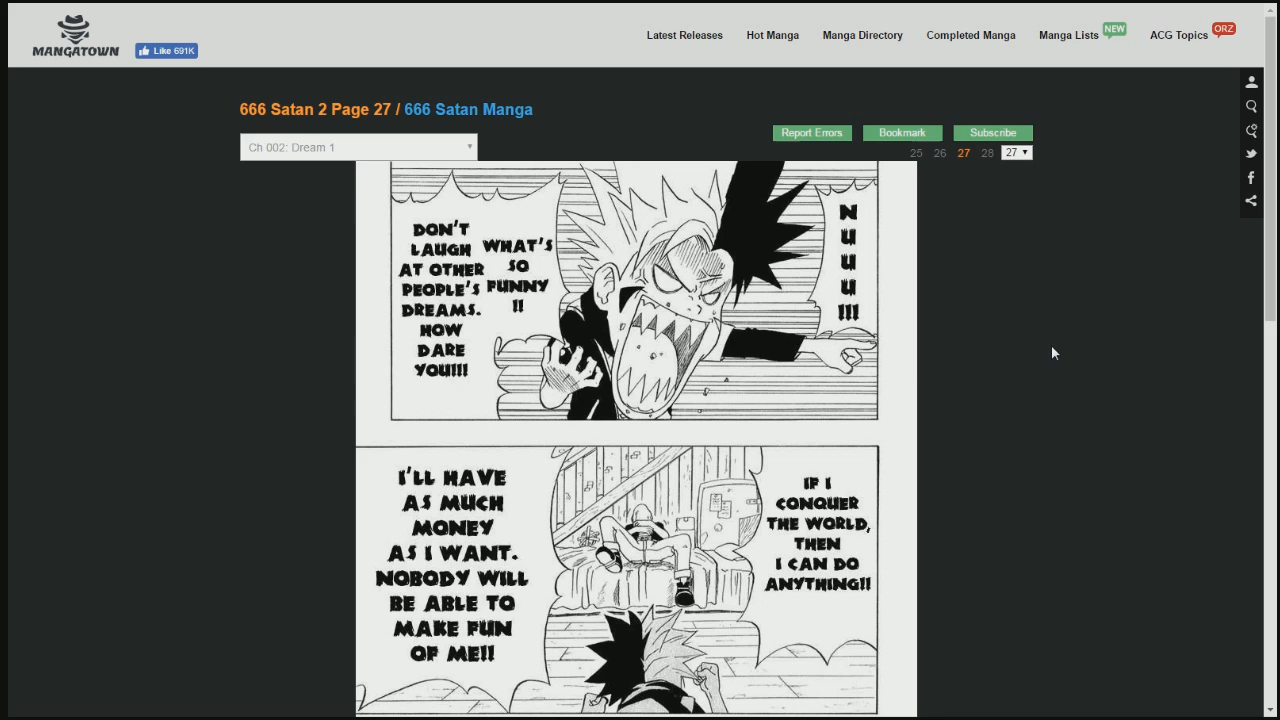 MANGATOWN
Like 691K
Latest Releases
Hot Manga
Manga Directory
Completed Manga
Manga Lists
NEW
ACG Topics
ORZ
666 Satan 2 Page 27 / 666 Satan Manga
Report Errors
Bookmark
Subscribe
Ch 002: Dream 1
25 26 27 28 27
N
U
U
U
!!!
WHAT'S
SO
FUNNY
!!
DON'T
LAUGH
AT OTHER
PEOPLE'S
DREAMS.
HOW
DARE
YOU!!!
IF I
CONQUER
THE WORLD,
THEN
I CAN DO
ANYTHING!!
I'LL HAVE
AS MUCH
MONEY
AS I WANT.
NOBODY WILL
BE ABLE TO
MAKE FUN
OF ME!!